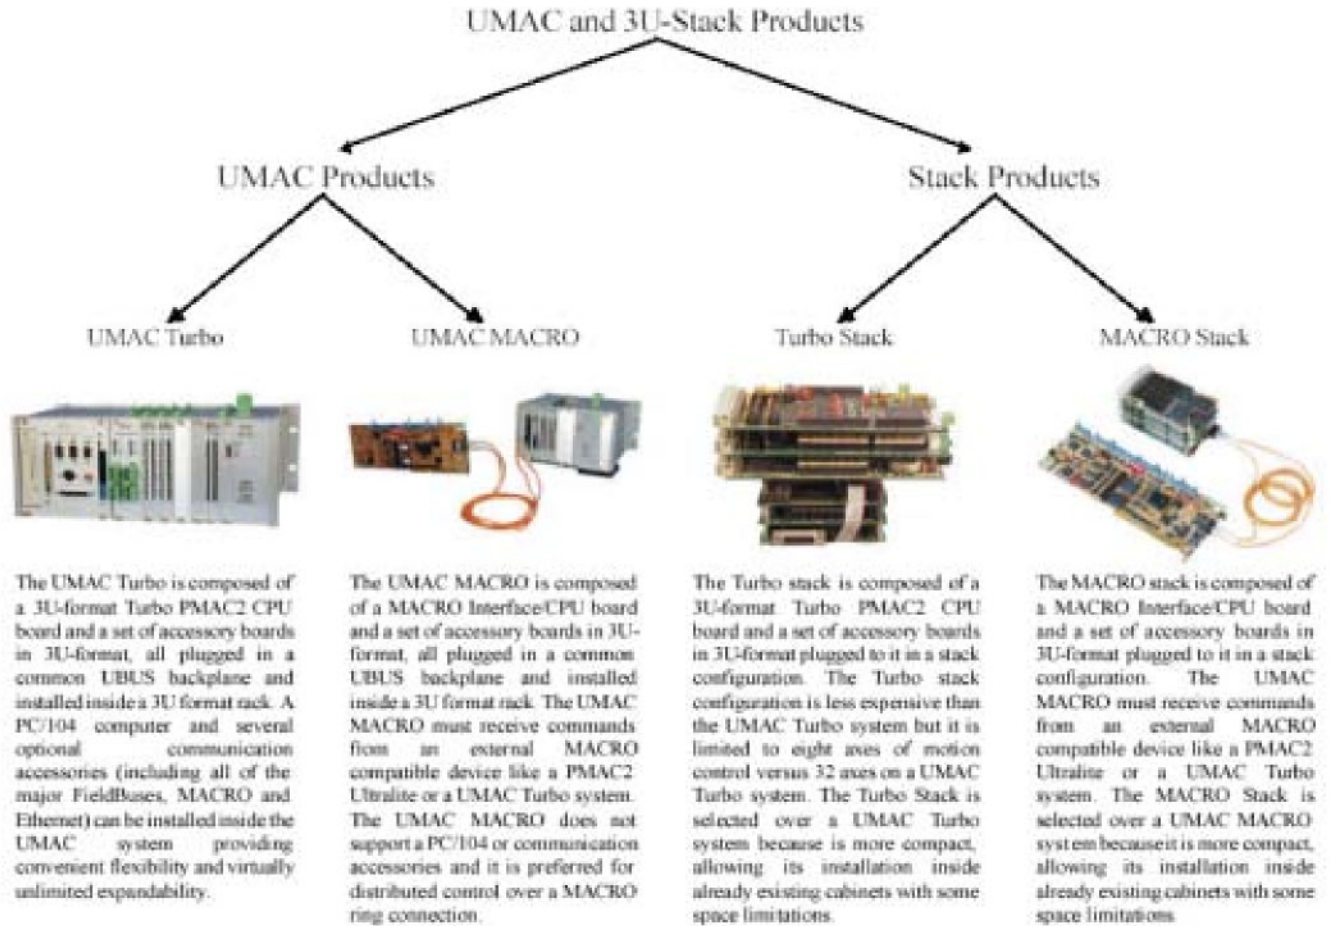 UMAC and 3U-Stack Products
UMAC Products
Stack Products
UMAC Turbo
UMAC MACRO
Turbo Stack
MACRO Stack
The UMAC Turbo is composed of
a 3U-format Turbo PMAC2 CPU
board and a set of accessory boards
in 3U-format, all plugged in a
common UBUS backplane and
installed inside a 3U format rack. A
PC/104 computer and several
optional communication
accessories (including all of the
major FieldBuses, MACRO and
Ethernet) can be installed inside the
UMAC system providing
convenient flexibility and virtually
unlimited expandability.
The UMAC MACRO is composed
of a MACRO Interface/CPU board
and a set of accessory boards in 3U-
format, all plugged in a common
UBUS backplane and installed
inside a 3U format rack. The UMAC
MACRO must receive commands
from an external MACRO
compatible device like a PMAC2
Ultralite or a UMAC Turbo system.
The UMAC MACRO does not
support a PC/104 or communication
accessories and it is preferred for
distributed control over a MACRO
ring connection.
The Turbo stack is composed of a
3U-format Turbo PMAC2 CPU
board and a set of accessory boards
in 3U-format plugged to it in a stack
configuration. The Turbo stack
configuration is less expensive than
the UMAC Turbo system but it is
limited to eight axes of motion
control versus 32 axes on a UMAC
Turbo system. The Turbo Stack is
selected over a UMAC Turbo
system because is more compact,
allowing its installation inside
already existing cabinets with some
space limitations.
The MACRO stack is composed of
a MACRO Interface/CPU board
and a set of accessory boards in
3U-format plugged to it in a stack
configuration. The UMAC
MACRO must receive commands
from an external MACRO
compatible device like a PMAC2
Ultralite or a UMAC Turbo
system. The MACRO Stack is
selected over a UMAC MACRO
system because it is more compact,
allowing its installation inside
already existing cabinets with some
space limitations